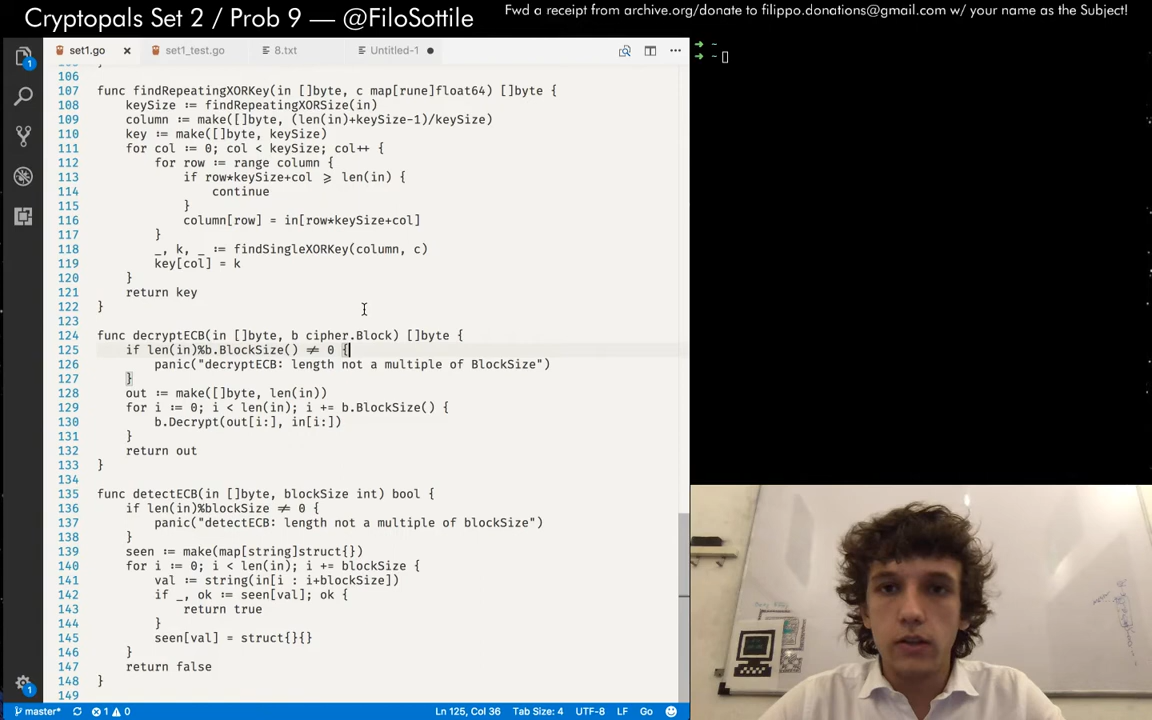 Cryptopals Set 2 / Prob 9 — @FiloSottile
Fwd a receipt from archive.org/donate to filippo.donations@gmail.com w/ your name as the Subject!
set1.go × set1_test.go 8.txt Untitled-1
→ ~
→ ~
106
107 func findRepeatingXORKey(in []byte, c map[rune]float64) []byte {
108 keySize := findRepeatingXORSize(in)
109 column := make([]byte, (len(in)+keySize-1)/keySize)
110 key := make([]byte, keySize)
111 for col := 0; col < keySize; col++ {
112 for row := range column {
113 if row*keySize+col >= len(in) {
114 continue
115 }
116 column[row] = in[row*keySize+col]
117 }
118 _, k, _ := findSingleXORKey(column, c)
119 key[col] = k
120 }
121 return key
122 }
123
124 func decryptECB(in []byte, b cipher.Block) []byte {
125 if len(in)%b.BlockSize() != 0 {
126 panic("decryptECB: length not a multiple of BlockSize")
127 }
128 out := make([]byte, len(in))
129 for i := 0; i < len(in); i += b.BlockSize() {
130 b.Decrypt(out[i:], in[i:])
131 }
132 return out
133 }
134
135 func detectECB(in []byte, blockSize int) bool {
136 if len(in)%blockSize != 0 {
137 panic("detectECB: length not a multiple of blockSize")
138 }
139 seen := make(map[string]struct{})
140 for i := 0; i < len(in); i += blockSize {
141 val := string(in[i : i+blockSize])
142 if _, ok := seen[val]; ok {
143 return true
144 }
145 seen[val] = struct{}{}
146 }
147 return false
148 }
149
1
1
master* 1 0 Ln 125, Col 36 Tab Size: 4 UTF-8 LF Go